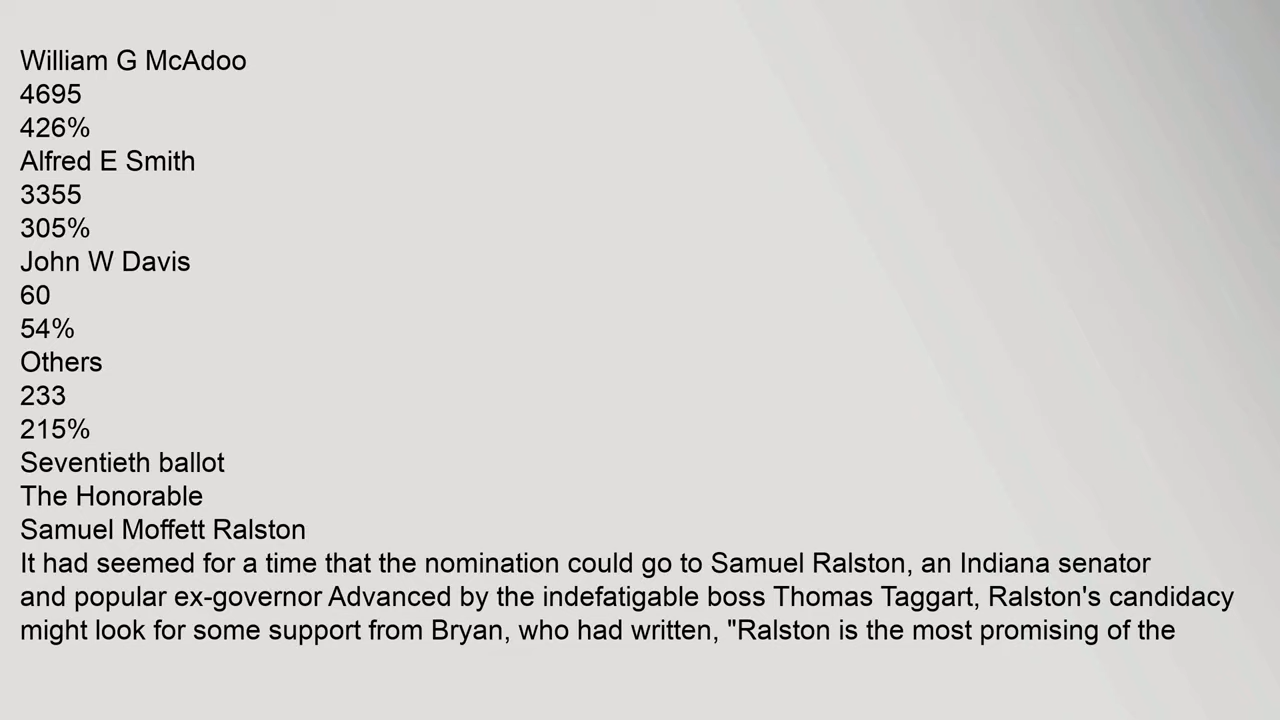 William G McAdoo
4695
426%
Alfred E Smith
3355
305%
John W Davis
60
54%
Others
233
215%
Seventieth ballot
The Honorable
Samuel Moffett Ralston
It had seemed for a time that the nomination could go to Samuel Ralston, an Indiana senator
and popular ex-governor Advanced by the indefatigable boss Thomas Taggart, Ralston's candidacy
might look for some support from Bryan, who had written, "Ralston is the most promising of the